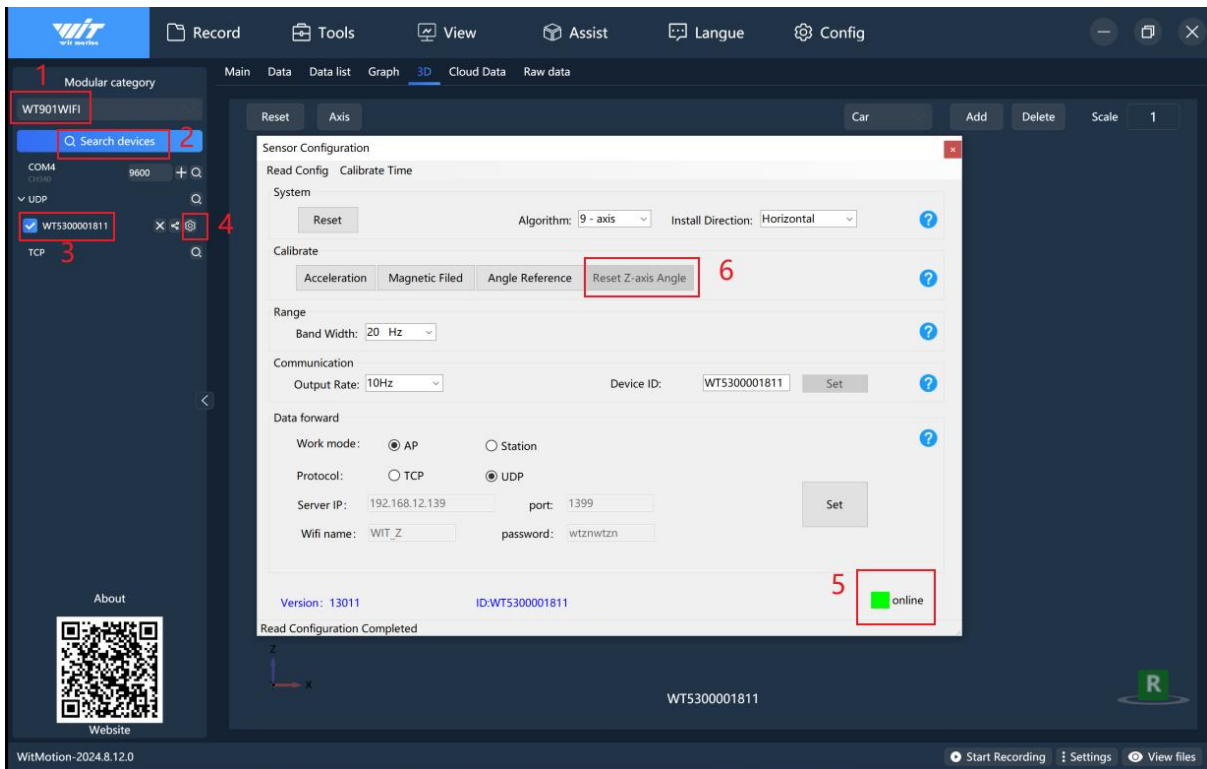 WiT
wit motion
Record Tools View Assist Langue Config
1 Modular category
Main Data Data list Graph 3D Cloud Data Raw data
WT901WIFI
Reset Axis Car Add Delete Scale 1
Search devices 2
COM4 9600
CH340
UDP
WT5300001811 4
3
TCP
Sensor Configuration
Read Config Calibrate Time
System
Reset Algorithm: 9 - axis Install Direction: Horizontal ?
Calibrate
Acceleration Magnetic Filed Angle Reference Reset Z-axis Angle 6 ?
Range
Band Width: 20 Hz ?
Communication
Output Rate: 10Hz Device ID: WT5300001811 Set ?
Data forward
Work mode: AP Station ?
Protocol: TCP UDP
Server IP: 192.168.12.139 port: 1399 Set
Wifi name: WIT_Z password: wtznwtzn
5
Version: 13011 ID:WT5300001811 online
Read Configuration Completed
Z
X
WT5300001811
R
About
Website
WitMotion-2024.8.12.0 Start Recording Settings View files